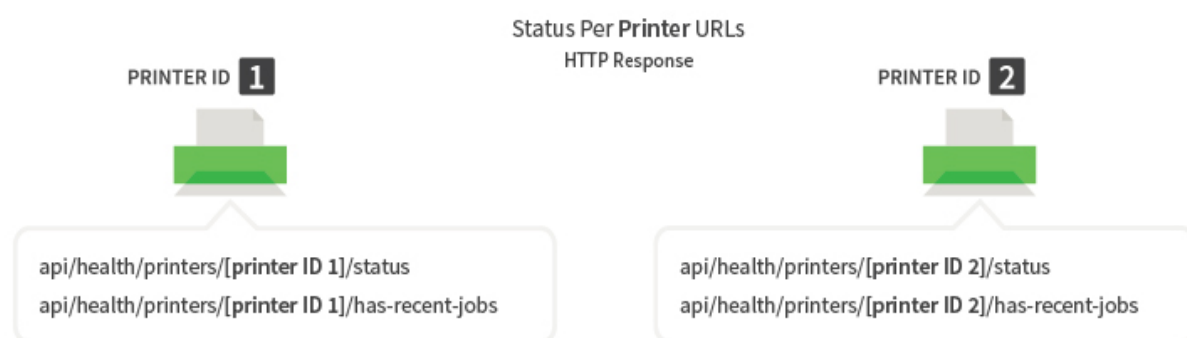 Status Per Printer URLs
HTTP Response
PRINTER ID 1
api/health/printers/[printer ID 1]/status
api/health/printers/[printer ID 1]/has-recent-jobs
PRINTER ID 2
api/health/printers/[printer ID 2]/status
api/health/printers/[printer ID 2]/has-recent-jobs